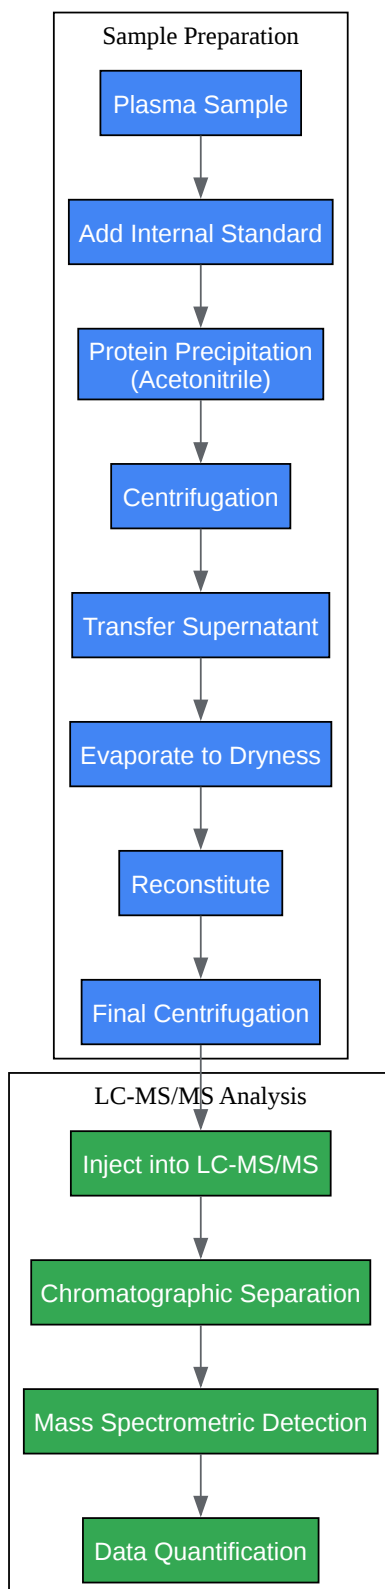 Sample Preparation
Plasma Sample
Add Internal Standard
Protein Precipitation
(Acetonitrile)
Centrifugation
Transfer Supernatant
Evaporate to Dryness
Reconstitute
Final Centrifugation
LC-MS/MS Analysis
Inject into LC-MS/MS
Chromatographic Separation
Mass Spectrometric Detection
Data Quantification